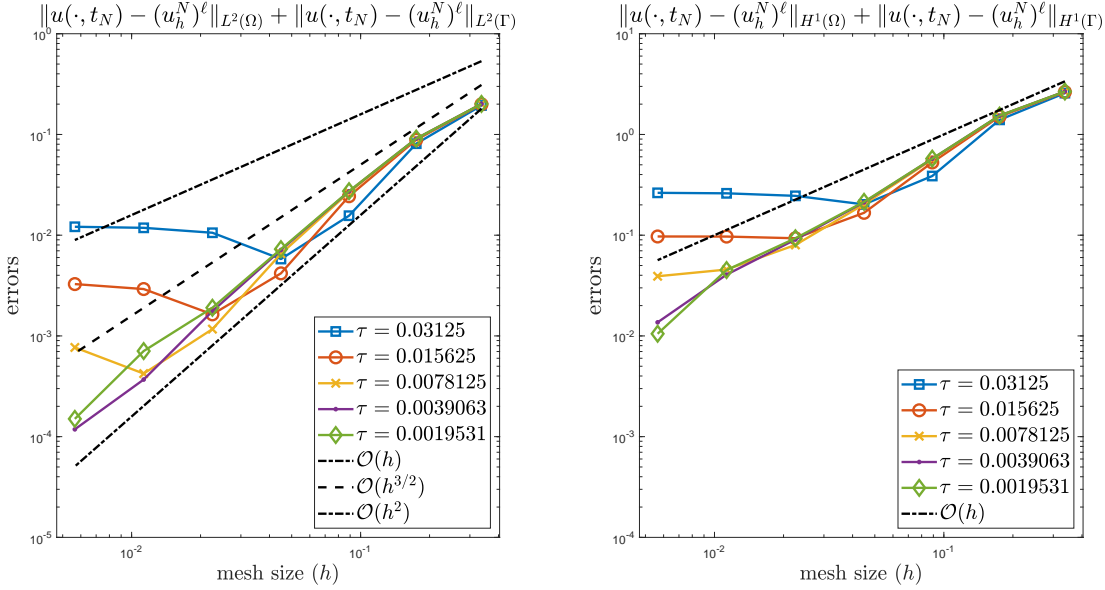 ‖u(·, t_N) − (u_h^N)^ℓ‖_{L²(Ω)} + ‖u(·, t_N) − (u_h^N)^ℓ‖_{L²(Γ)}
10^0
10^-1
10^-2
10^-3
10^-4
10^-5
errors
10^-2
10^-1
mesh size (h)
τ = 0.03125
τ = 0.015625
τ = 0.0078125
τ = 0.0039063
τ = 0.0019531
𝒪(h)
𝒪(h^{3/2})
𝒪(h²)
‖u(·, t_N) − (u_h^N)^ℓ‖_{H¹(Ω)} + ‖u(·, t_N) − (u_h^N)^ℓ‖_{H¹(Γ)}
10^1
10^0
10^-1
10^-2
10^-3
10^-4
errors
10^-2
10^-1
mesh size (h)
τ = 0.03125
τ = 0.015625
τ = 0.0078125
τ = 0.0039063
τ = 0.0019531
𝒪(h)